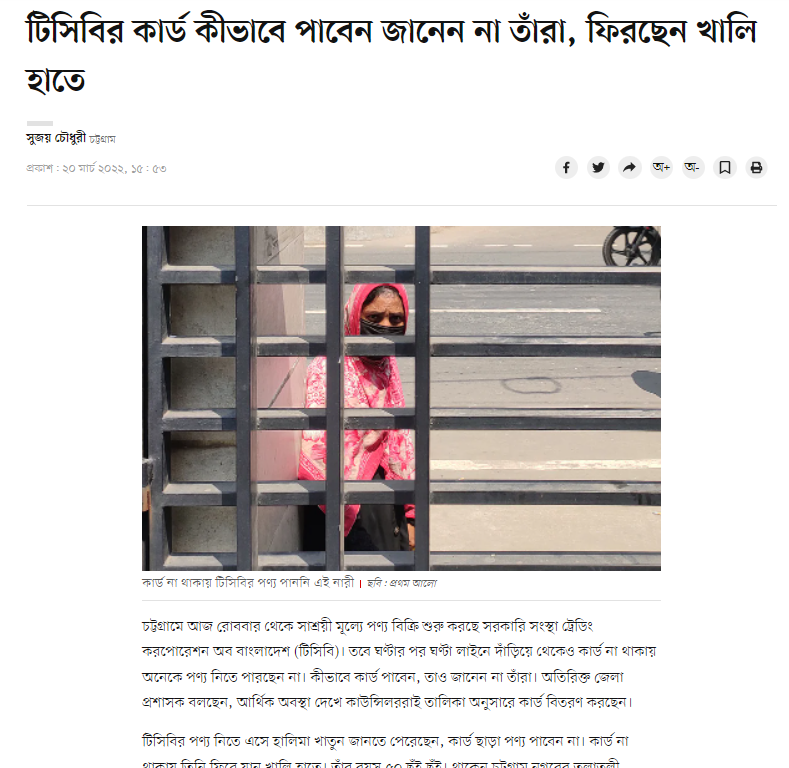 টিসিবির কার্ড কীভাবে পাবেন জানেন না তাঁরা, ফিরছেন খালি
হাতে
সুজয় চৌধুরী চট্টগ্রাম
প্রকাশ : ২০ মার্চ ২০২২, ১৫ : ৫৩
অ+ অ-
কার্ড না থাকায় টিসিবির পণ্য পাননি এই নারী । ছবি : প্রথম আলো
চট্টগ্রামে আজ রোববার থেকে সাশ্রয়ী মূল্যে পণ্য বিক্রি শুরু করছে সরকারি সংস্থা ট্রেডিং
করপোরেশন অব বাংলাদেশ (টিসিবি)। তবে ঘণ্টার পর ঘণ্টা লাইনে দাঁড়িয়ে থেকেও কার্ড না থাকায়
অনেকে পণ্য নিতে পারছেন না। কীভাবে কার্ড পাবেন, তাও জানেন না তাঁরা। অতিরিক্ত জেলা
প্রশাসক বলছেন, আর্থিক অবস্থা দেখে কাউন্সিলররাই তালিকা অনুসারে কার্ড বিতরণ করছেন।
টিসিবির পণ্য নিতে এসে হালিমা খাতুন জানতে পেরেছেন, কার্ড ছাড়া পণ্য পাবেন না। কার্ড না
থাকায় তিনি ফিরে যান খালি হাতে। তাঁর বয়স ৫০ ছুঁই ছুঁই। থাকেন চট্টগ্রাম নগরের